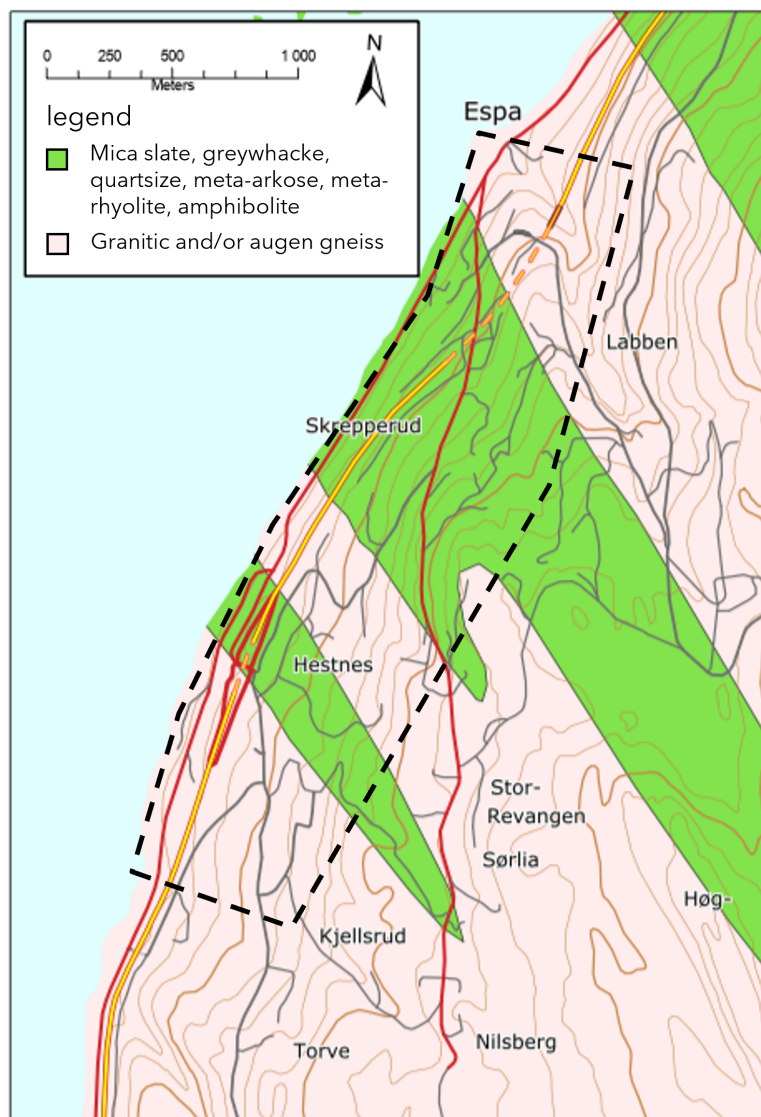 0 250 500 1 000
Meters
N
legend
Mica slate, greywhacke,
quartsize, meta-arkose, meta-
rhyolite, amphibolite
Granitic and/or augen gneiss
Espa
Labben
Skrepperud
Hestnes
Stor-
Revangen
Sørlia
Høg-
Kjellsrud
Nilsberg
Torve